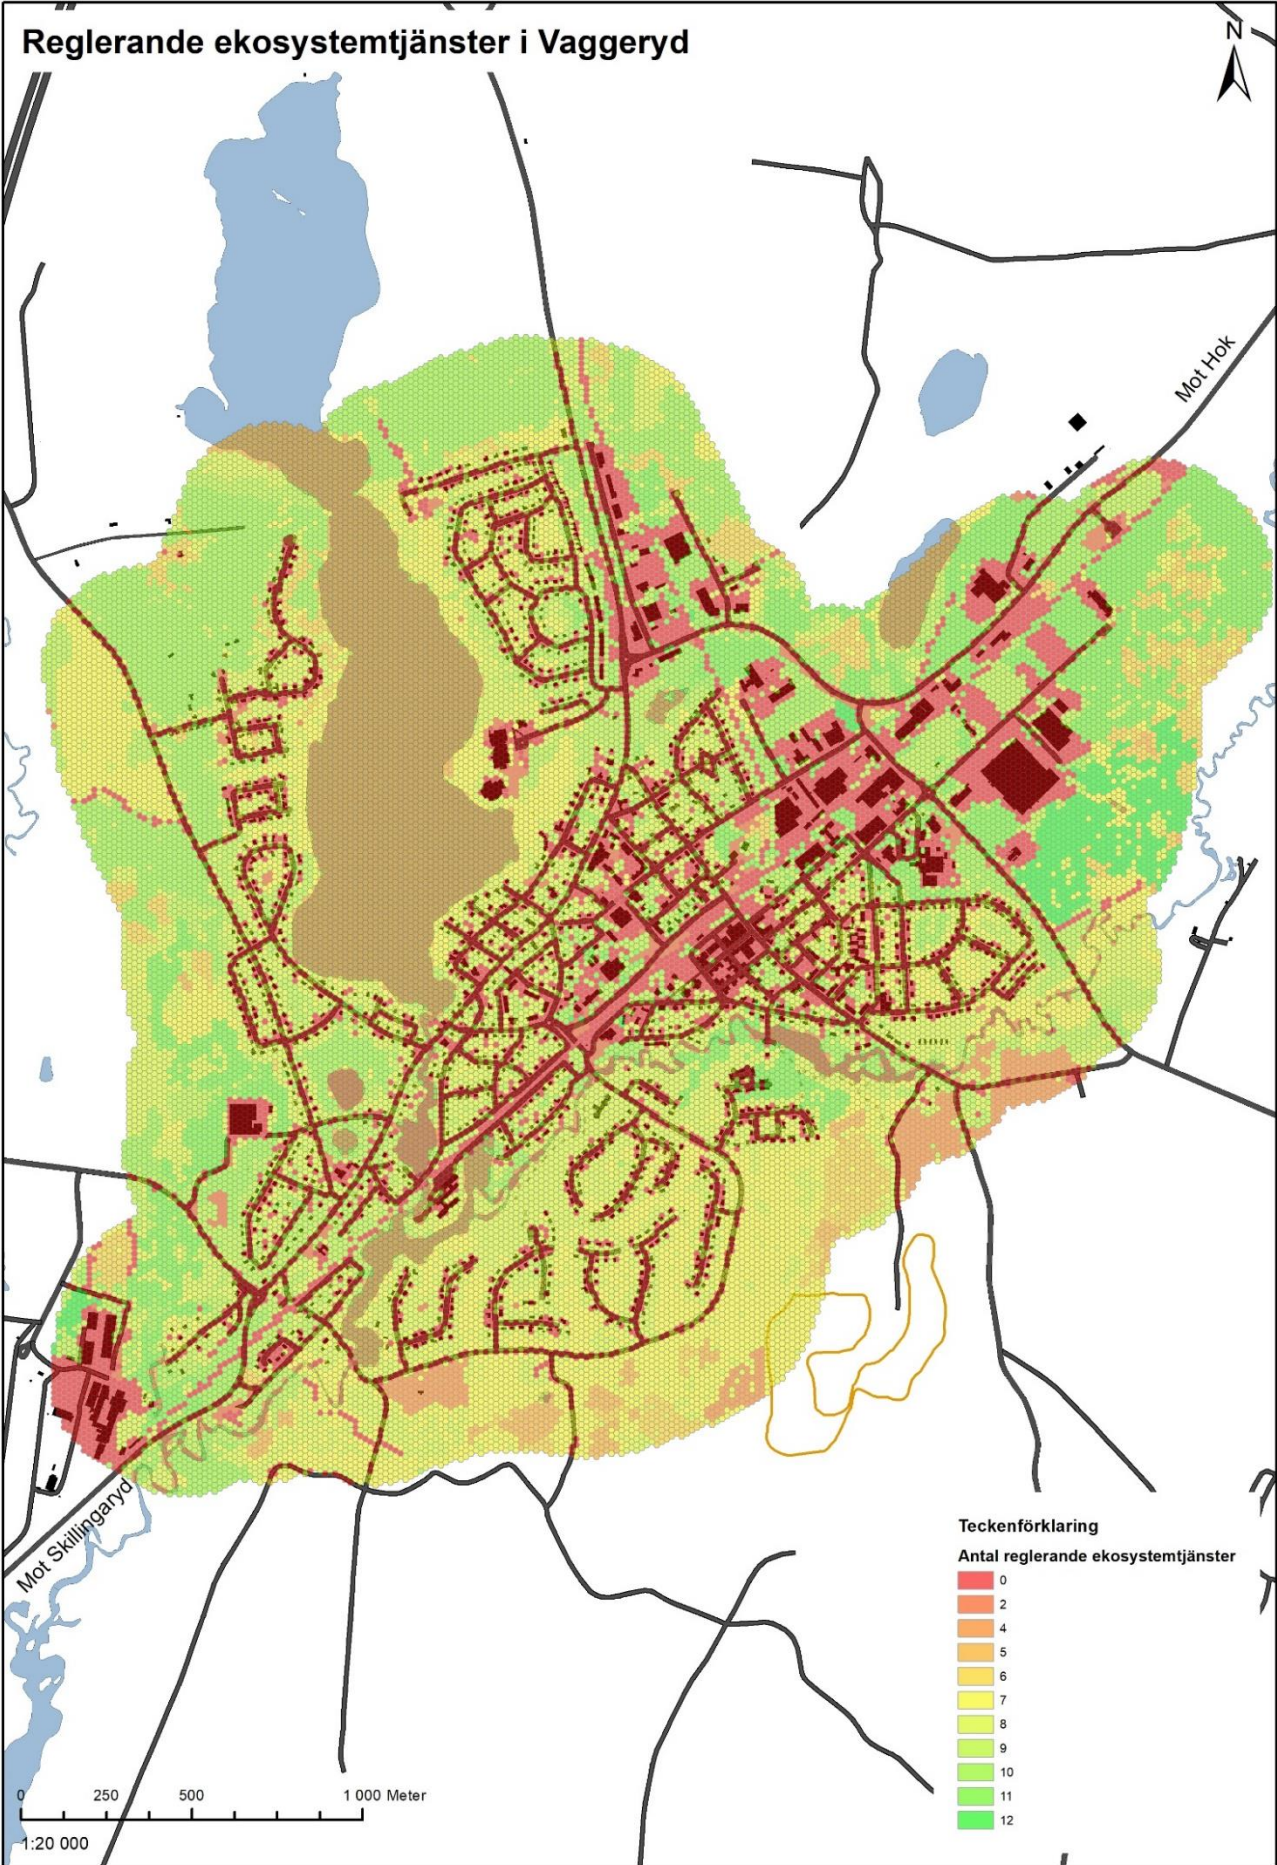 Reglerande ekosystemtjänster i Vaggeryd
N
Mot Hok
Mot Skillingaryd
Teckenförklaring
Antal reglerande ekosystemtjänster
0
2
4
5
6
7
8
9
10
11
12
0 250 500 1 000 Meter
1:20 000